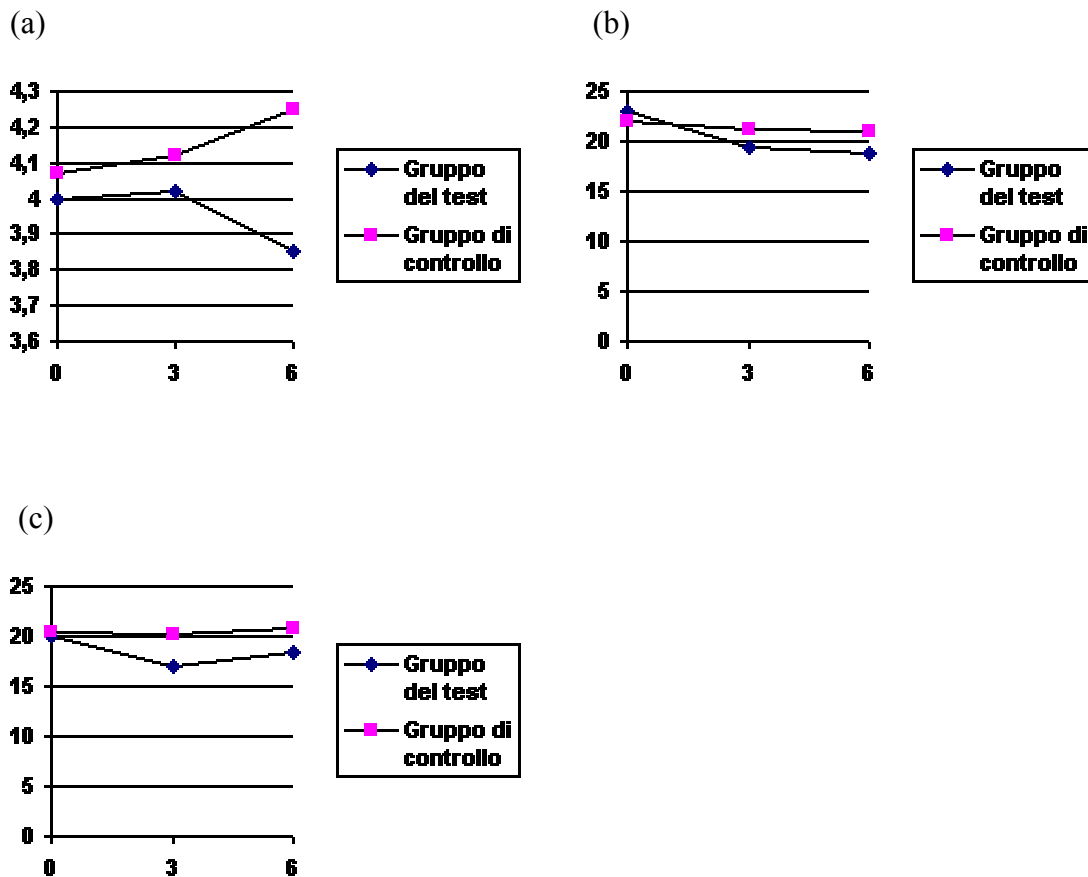 (a)
4,3
4,2
4,1
4
3,9
3,8
3,7
3,6
0 3 6
Gruppo
del test
Gruppo di
controllo
(b)
25
20
15
10
5
0
0 3 6
Gruppo
del test
Gruppo di
controllo
(c)
25
20
15
10
5
0
0 3 6
Gruppo
del test
Gruppo di
controllo